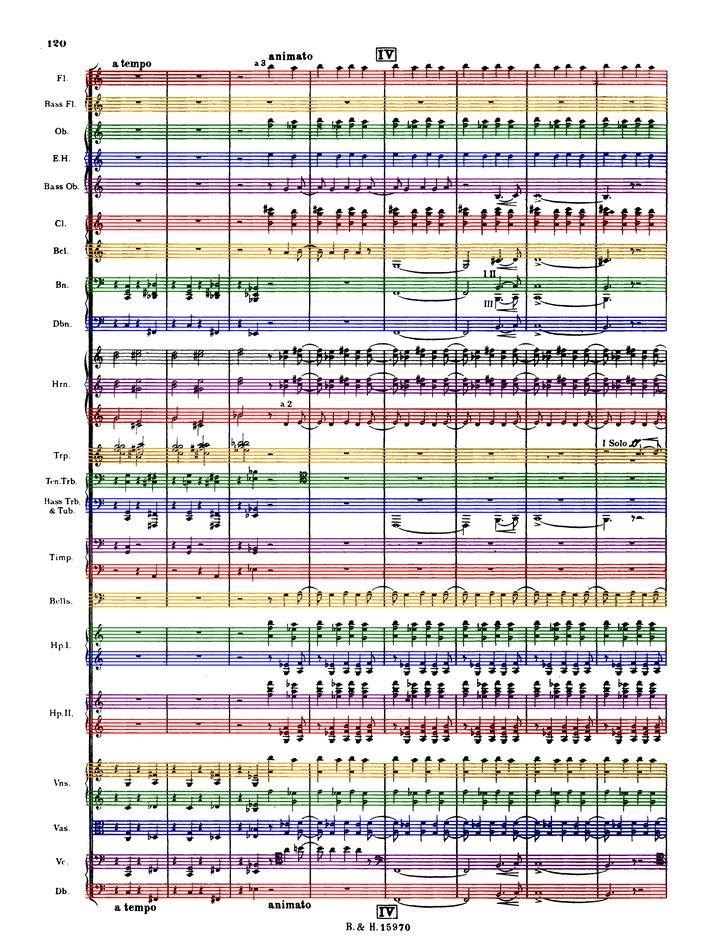 120
a tempo
a 3
animato
IV
Fl.
Bass Fl.
Ob.
E.H.
Bass Ob.
Cl.
Bcl.
I II
Bn.
III
Dbn.
Hrn.
a 2
I Solo
Trp.
Ten.Trb.
Bass Trb.
& Tub.
Timp.
Bells.
Hp.I.
Hp.II.
Vns.
Vas.
Vc.
Db.
a tempo
animato
IV
B. & H. 15970